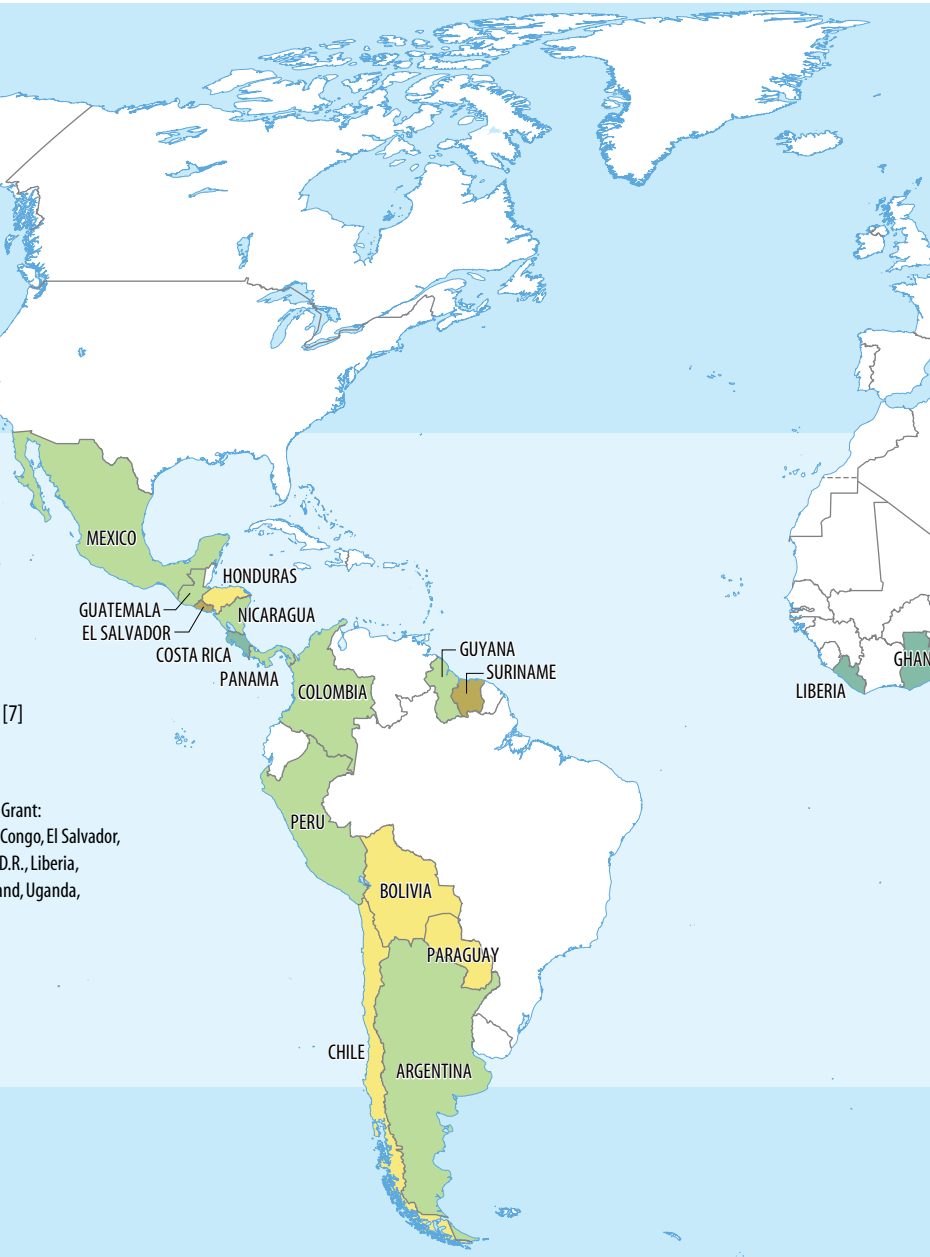 MEXICO
HONDURAS
GUATEMALA
NICARAGUA
EL SALVADOR
COSTA RICA
GUYANA
PANAMA
SURINAME
COLOMBIA
GHAN
LIBERIA
[7]
Grant:
PERU
Congo, El Salvador,
D.R., Liberia,
nd, Uganda,
BOLIVIA
PARAGUAY
CHILE
ARGENTINA